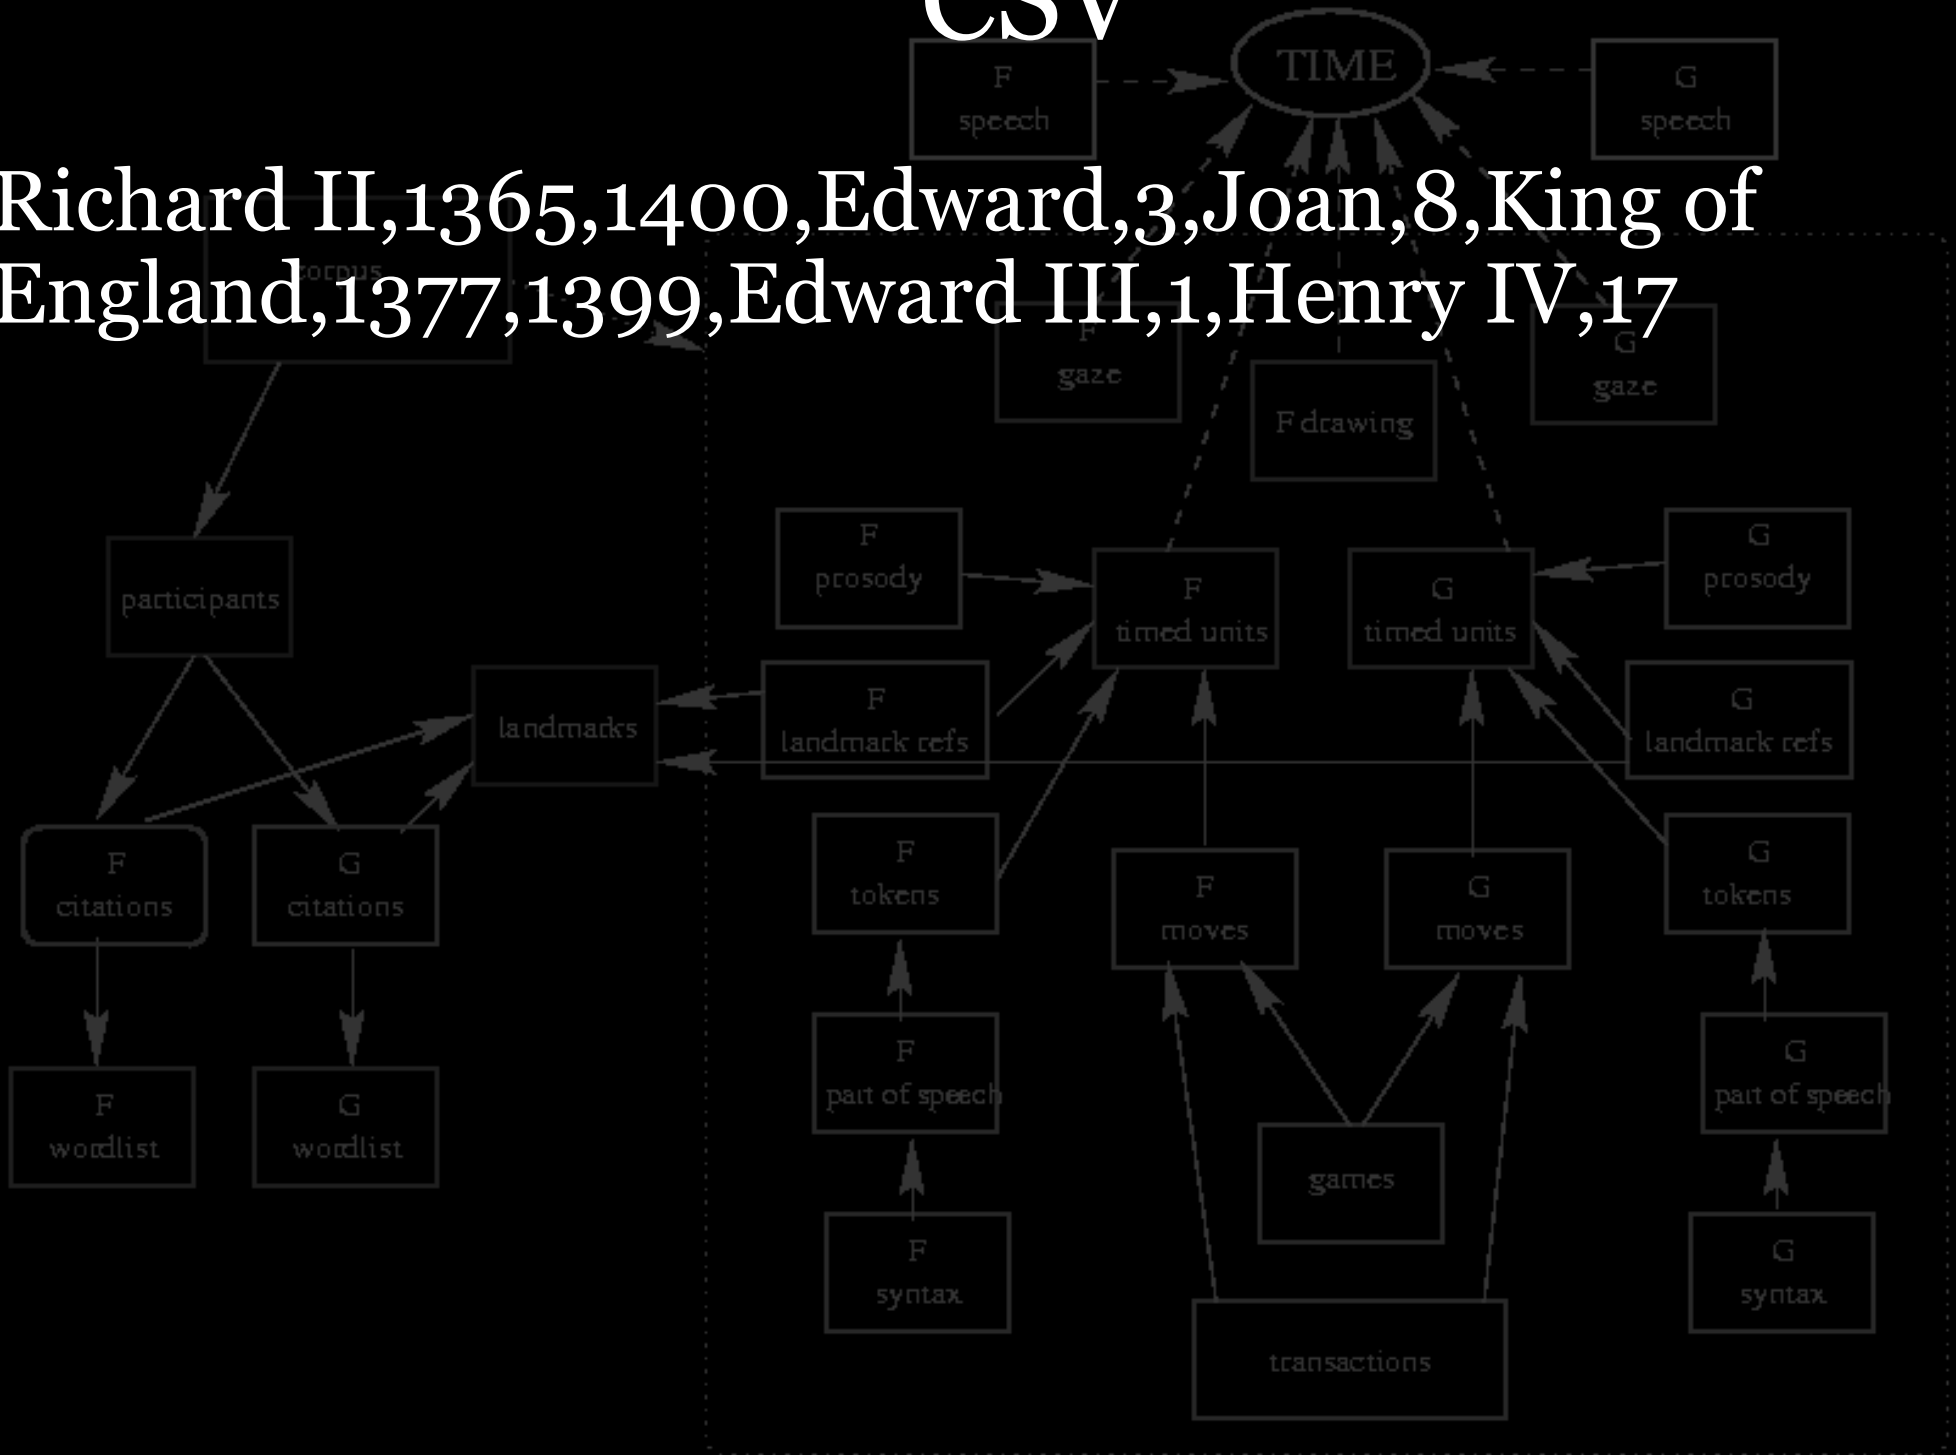 CSV
F
speech
TIME
G
speech
Richard II,1365,1400,Edward,3,Joan,8,King of
England,1377,1399,Edward III,1,Henry IV,17
corpus
F
gaze
F drawing
G
gaze
F
prosody
F
timed units
G
timed units
G
prosody
participants
landmarks
F
landmark refs
G
landmark refs
F
citations
G
citations
F
tokens
F
moves
G
moves
G
tokens
F
wordlist
G
wordlist
F
part of speech
G
part of speech
games
F
syntax
G
syntax
transactions